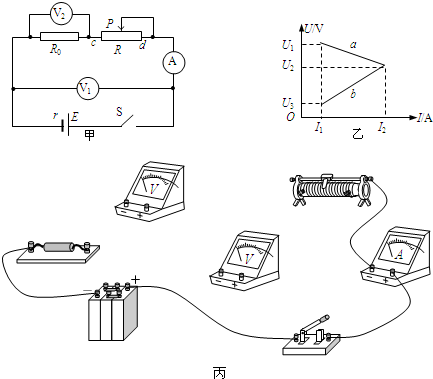 V₂
P
R₀
c
R
d
A
V₁
r
E
S
甲
U/V
U₁
a
U₂
b
U₃
O
I₁
I₂
I/A
乙
V
− +
V
− +
A
− +
− +
丙